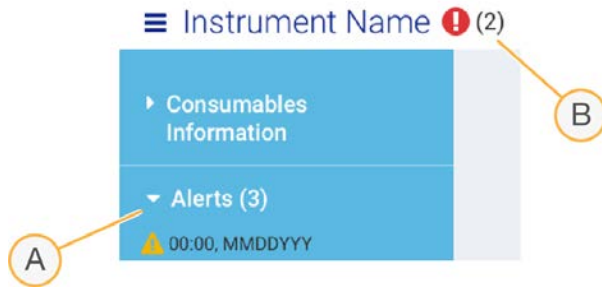 Instrument Name (2)
Consumables
Information
B
Alerts (3)
00:00, MMDDYYY
A